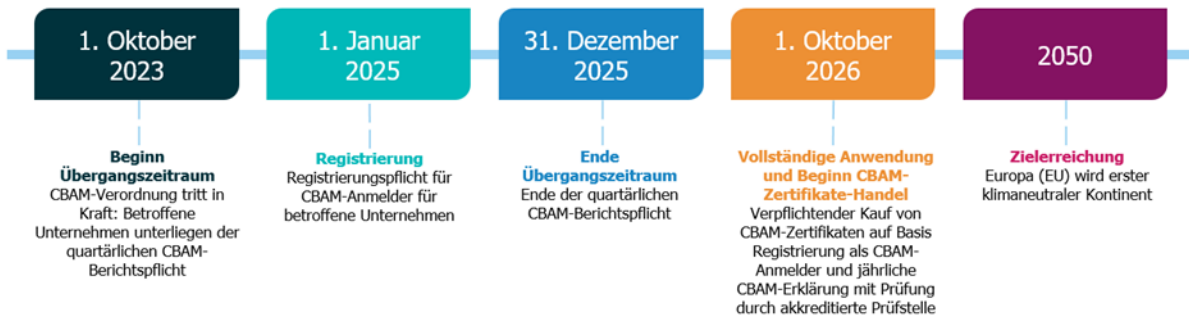 1. Oktober
2023
1. Januar
2025
31. Dezember
2025
1. Oktober
2026
2050
Beginn
Übergangszeitraum
CBAM-Verordnung tritt in
Kraft: Betroffene
Unternehmen unterliegen der
quartärlichen CBAM-
Berichtspflicht
Registrierung
Registrierungspflicht für
CBAM-Anmelder für
betroffene Unternehmen
Ende
Übergangszeitraum
Ende der quartärlichen
CBAM-Berichtspflicht
Vollständige Anwendung
und Beginn CBAM-
Zertifikate-Handel
Verpflichtender Kauf von
CBAM-Zertifikaten auf Basis
Registrierung als CBAM-
Anmelder und jährliche
CBAM-Erklärung mit Prüfung
durch akkreditierte Prüfstelle
Zielerreichung
Europa (EU) wird erster
klimaneutraler Kontinent